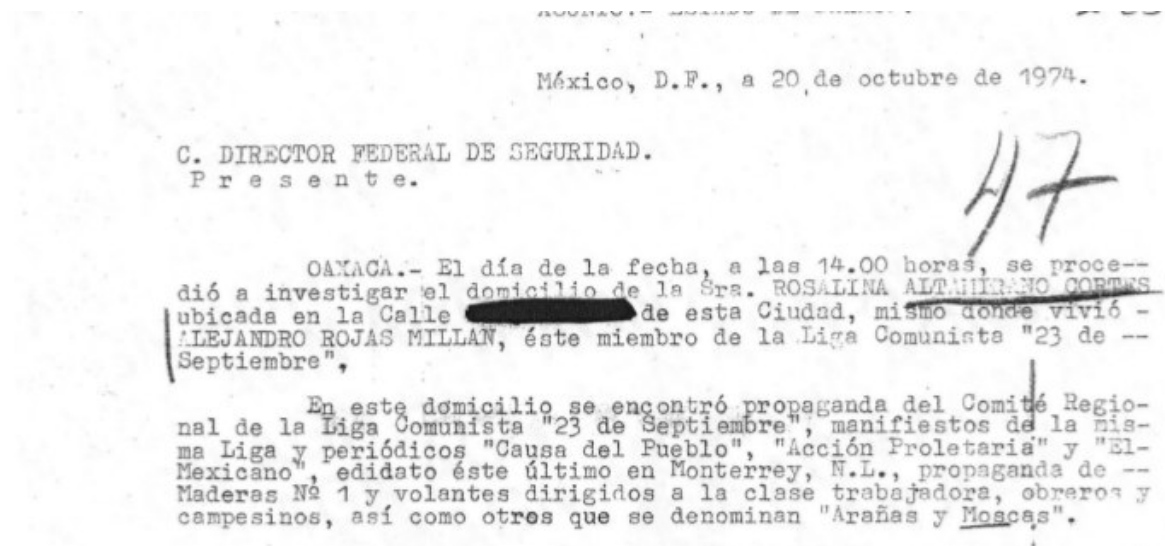 ASUNTO.- ESTADO DE
México, D.F., a 20 de octubre de 1974.
C. DIRECTOR FEDERAL DE SEGURIDAD.
P r e s e n t e.
47
OAXACA.- El día de la fecha, a las 14.00 horas, se proce--
dió a investigar el domicilio de la Sra. ROSALINA ALTAMIRANO CORTES
ubicada en la Calle de esta Ciudad, mismo donde vivió -
ALEJANDRO ROJAS MILLAN, éste miembro de la Liga Comunista "23 de --
Septiembre",
En este domicilio se encontró propaganda del Comité Regio-
nal de la Liga Comunista "23 de Septiembre", manifiestos de la mis-
ma Liga y periódicos "Causa del Pueblo", "Acción Proletaria" y "El-
Mexicano", edidato éste último en Monterrey, N.L., propaganda de --
Maderas Nº 1 y volantes dirigidos a la clase trabajadora, obreros y
campesinos, así como otros que se denominan "Arañas y Moscas".